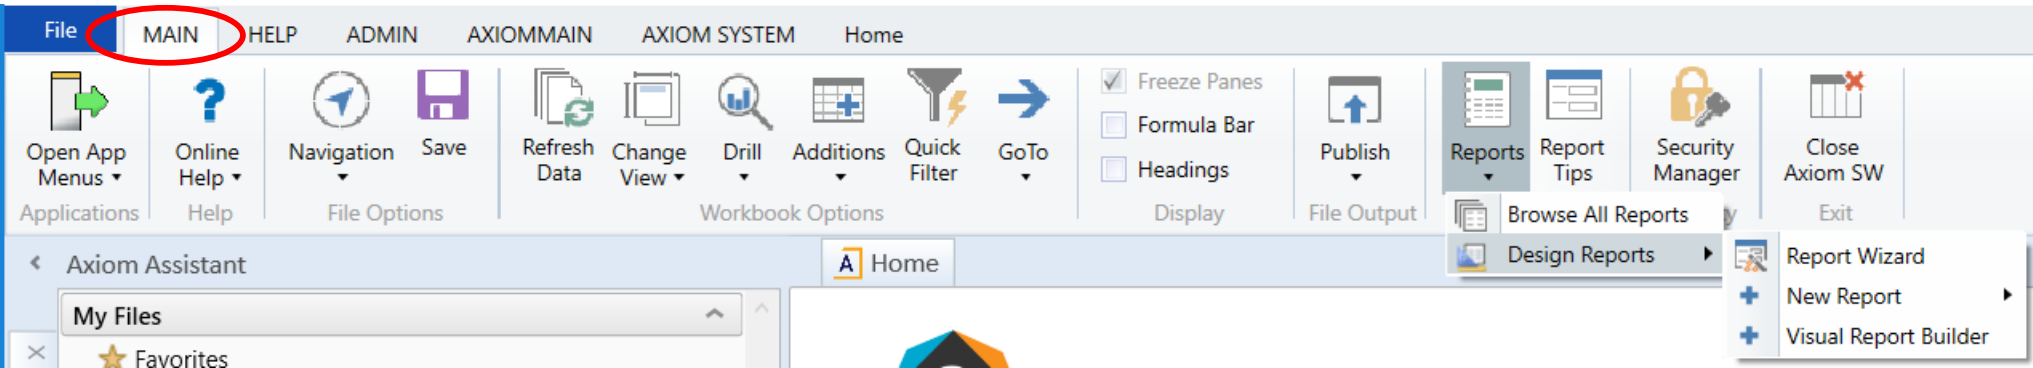 File MAIN HELP ADMIN AXIOMMAIN AXIOM SYSTEM Home
Open App
Menus
Online
Help
Navigation
Save
Refresh
Data
Change
View
Drill
Additions
Quick
Filter
GoTo
Freeze Panes
Formula Bar
Headings
Publish
Reports
Report
Tips
Security
Manager
Close
Axiom SW
Applications Help File Options Workbook Options Display File Output Exit
Browse All Reports
Design Reports
Report Wizard
New Report
Visual Report Builder
Axiom Assistant
A Home
My Files
Favorites